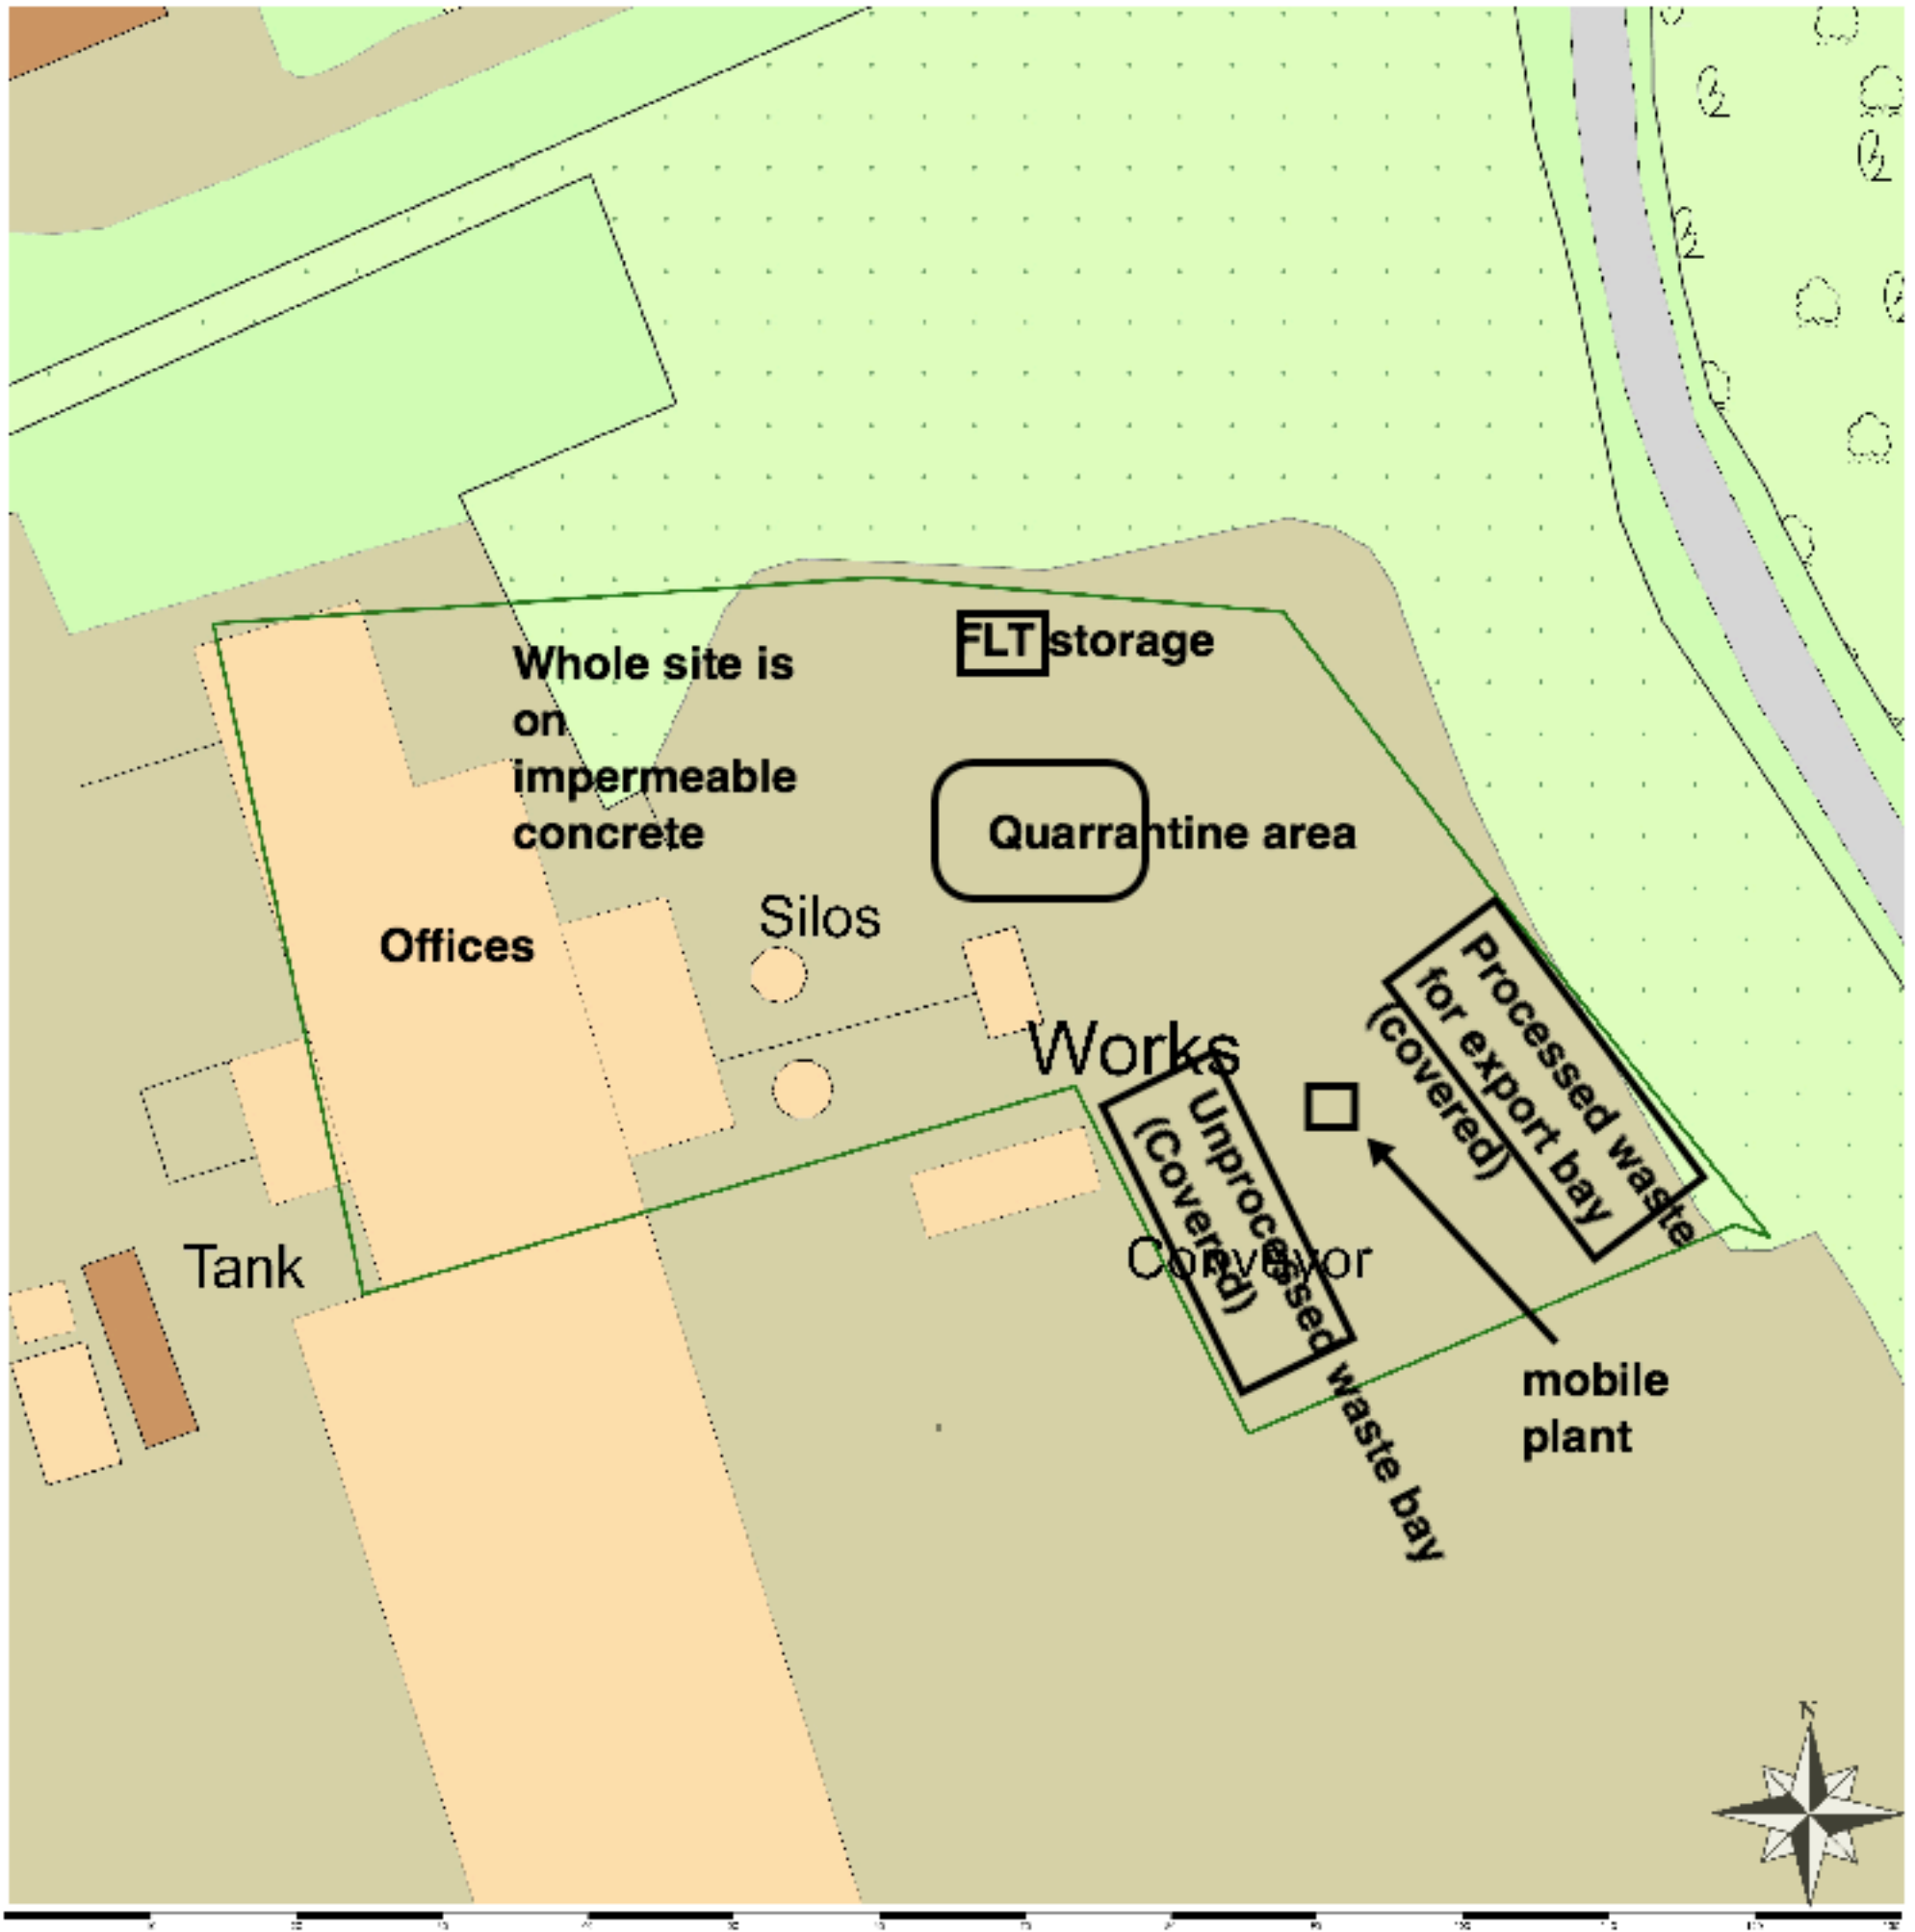 FLT storage
Whole site is
on
impermeable
concrete
Quarrantine area
Silos
Offices
Works
Processed waste
for export bay
(covered)
Unprocessed waste bay
(Covered)
Conveyor
Tank
mobile
plant
N